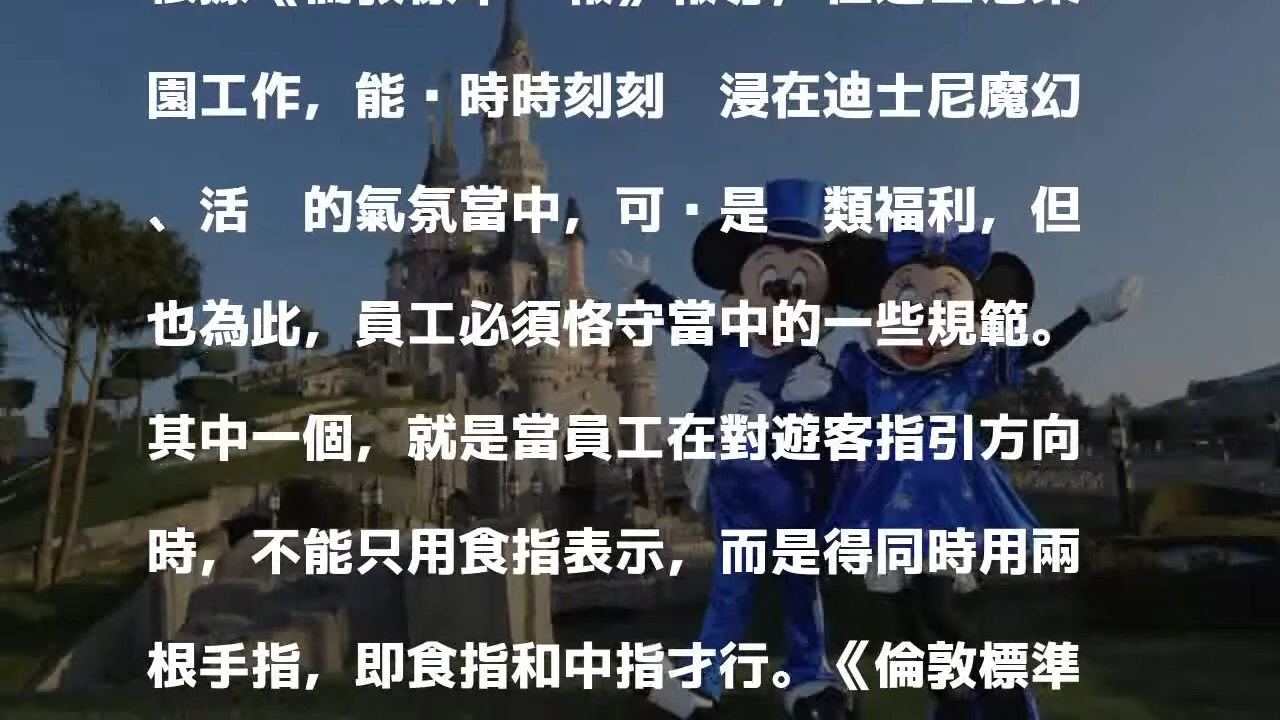 園工作，能·時時刻刻　浸在迪士尼魔幻
、活　的氣氛當中，可·是　類福利，但
也為此，員工必須恪守當中的一些規範。
其中一個，就是當員工在對遊客指引方向
時，不能只用食指表示，而是得同時用兩
根手指，即食指和中指才行。《倫敦標準